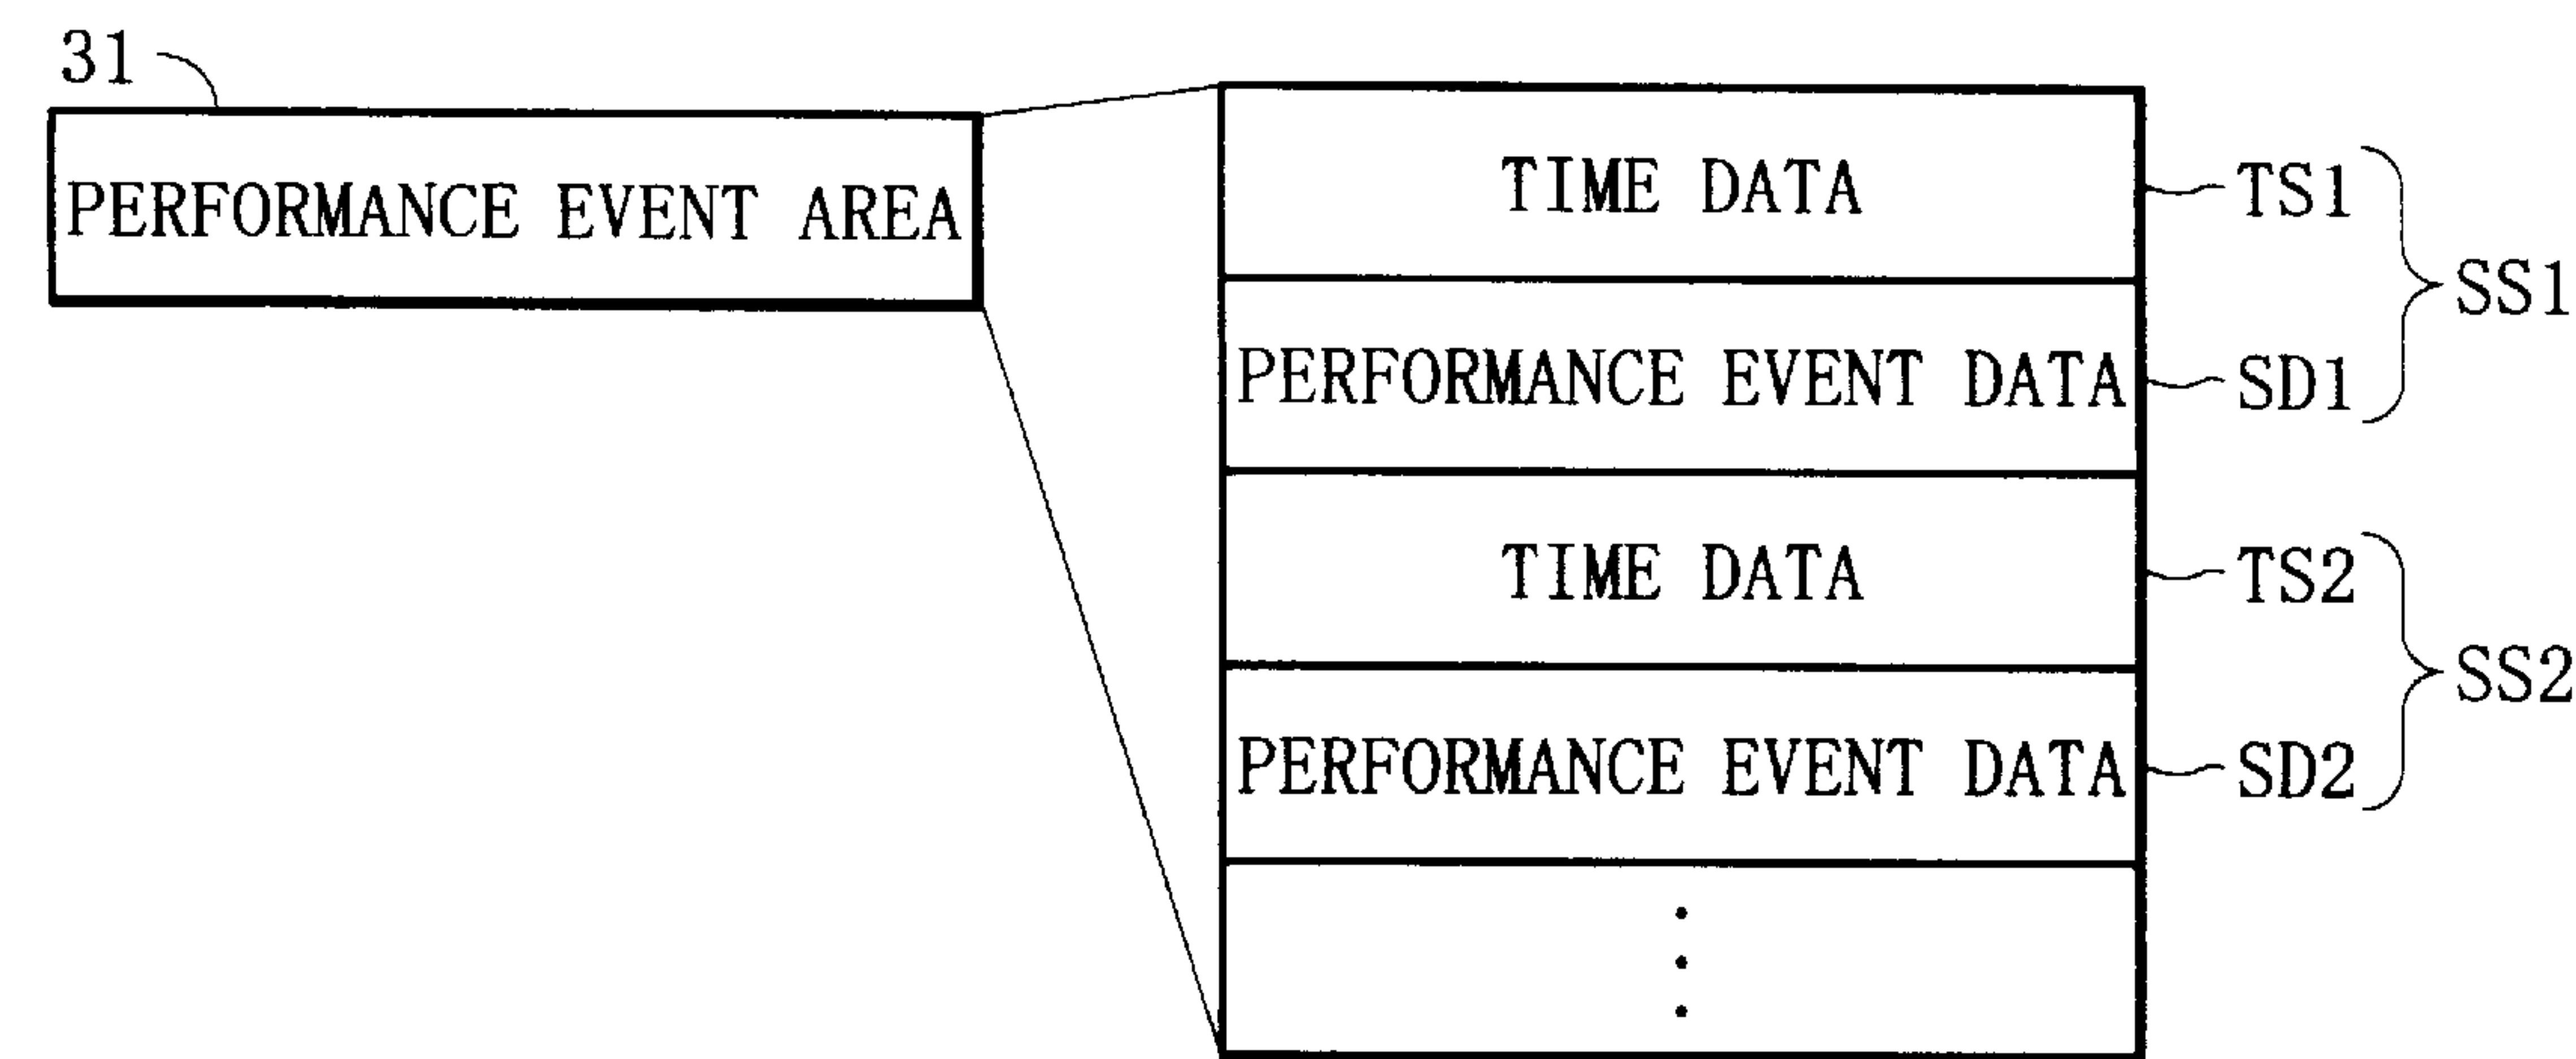 31
PERFORMANCE EVENT AREA
TIME DATA
TS1
SS1
PERFORMANCE EVENT DATA
SD1
TIME DATA
TS2
SS2
PERFORMANCE EVENT DATA
SD2